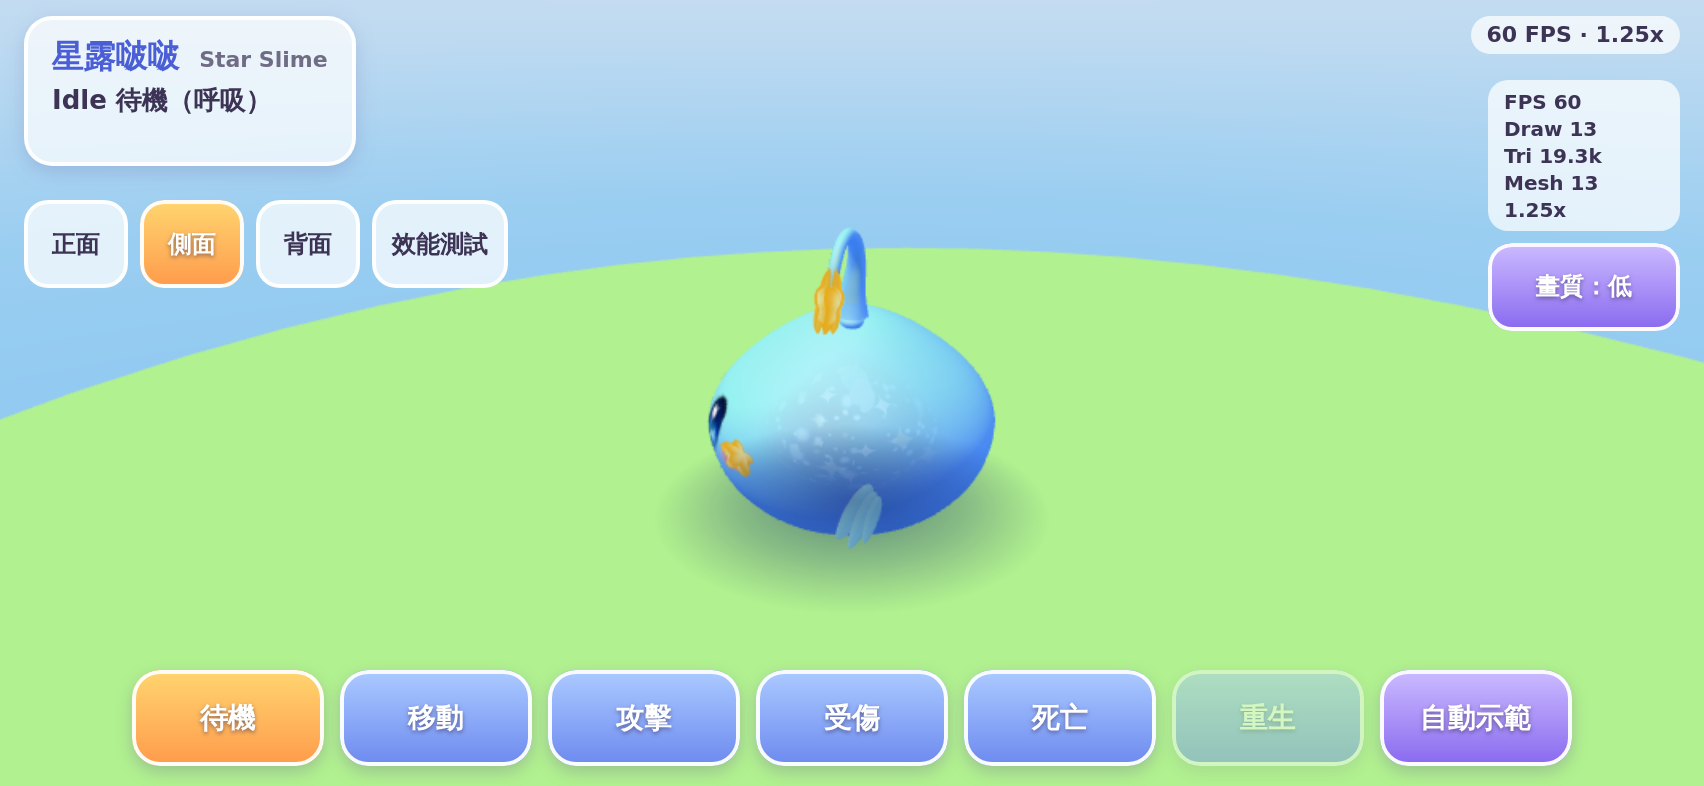 星露啵啵 Star Slime
Idle 待機（呼吸）
60 FPS · 1.25x
FPS 60
Draw 13
Tri 19.3k
Mesh 13
1.25x
正面 側面 背面 效能測試
畫質：低
待機 移動 攻擊 受傷 死亡 重生 自動示範